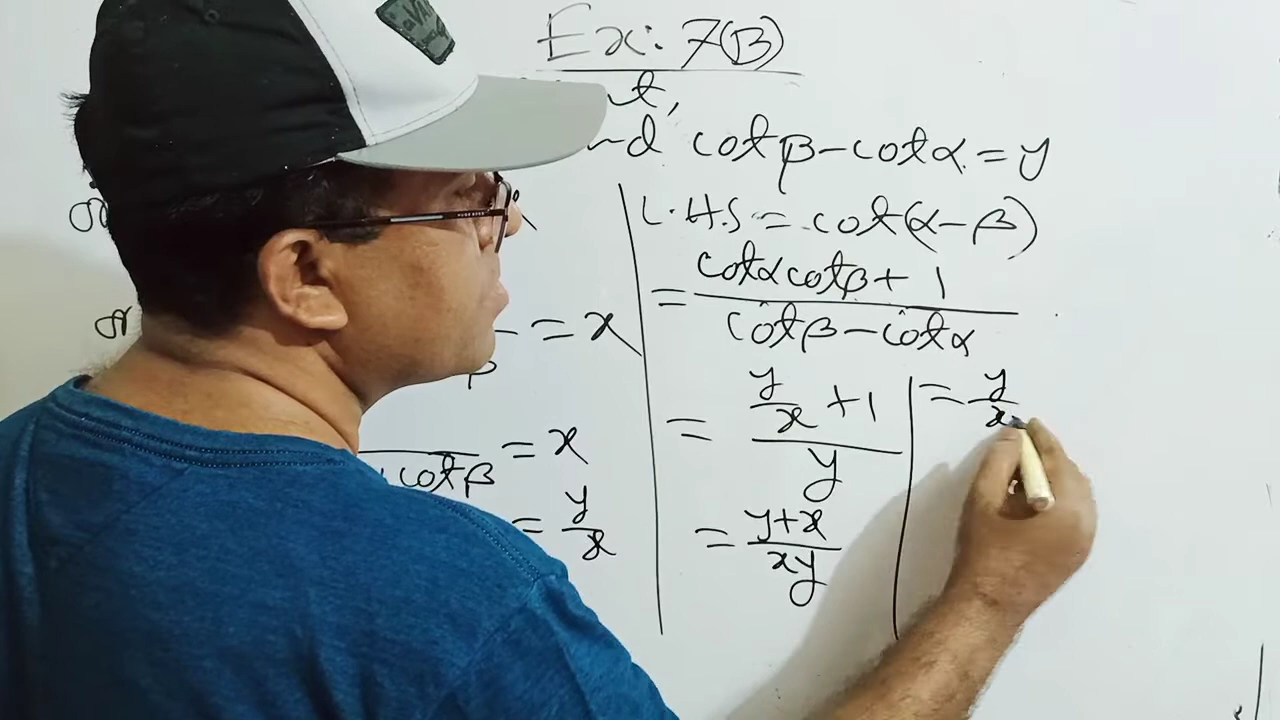 Ex: 7(B)
cotβ-cotα=y
L.H.S = cot(α-β)
= cotα cotβ + 1
cotβ - cotα
= x
= y/x + 1
y
= y/x
cotβ = x
= y/x
= y+x
xy